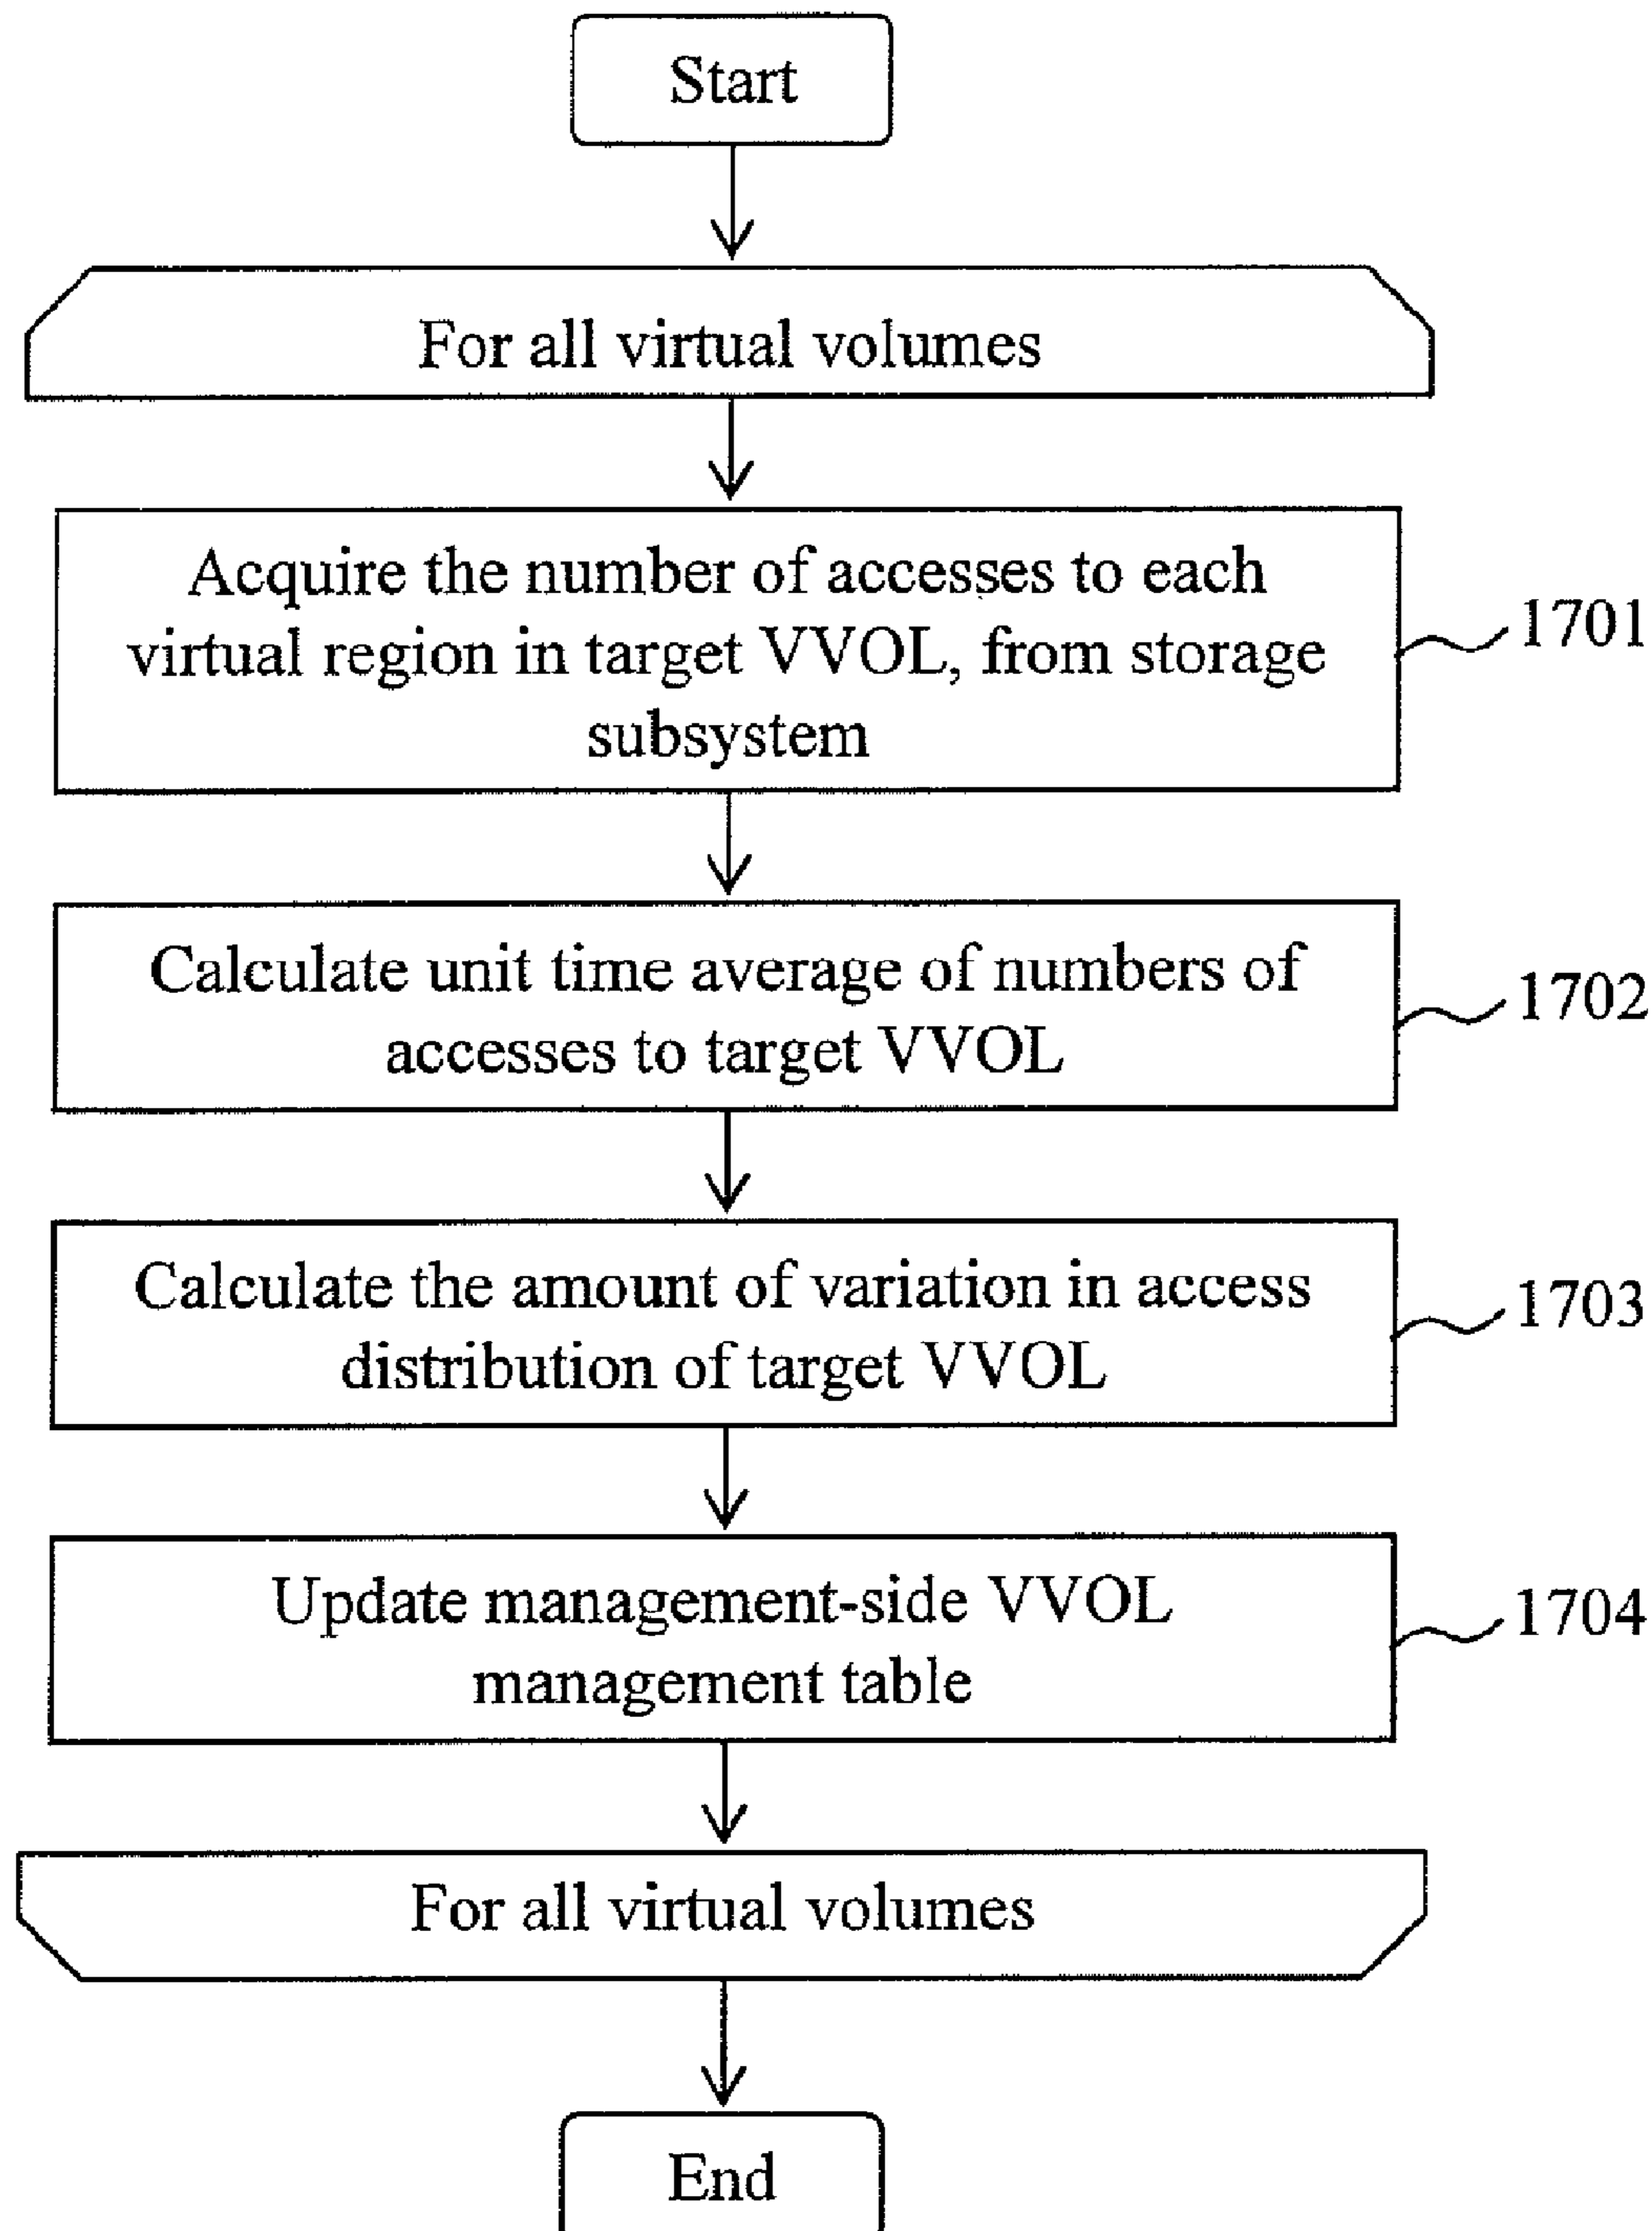 Start
For all virtual volumes
Acquire the number of accesses to each
virtual region in target VVOL, from storage
subsystem
1701
Calculate unit time average of numbers of
accesses to target VVOL
1702
Calculate the amount of variation in access
distribution of target VVOL
1703
Update management-side VVOL
management table
1704
For all virtual volumes
End